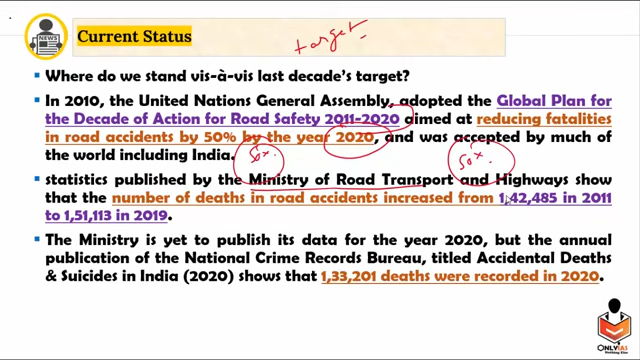 NEWS
Current Status
target
Where do we stand vis-à-vis last decade's target?
In 2010, the United Nations General Assembly, adopted the Global Plan for
the Decade of Action for Road Safety 2011-2020 aimed at reducing fatalities
in road accidents by 50% by the year 2020, and was accepted by much of
the world including India.
50%.
50%.
statistics published by the Ministry of Road Transport and Highways show
that the number of deaths in road accidents increased from 1,42,485 in 2011
to 1,51,113 in 2019.
The Ministry is yet to publish its data for the year 2020, but the annual
publication of the National Crime Records Bureau, titled Accidental Deaths
& Suicides in India (2020) shows that 1,33,201 deaths were recorded in 2020.
ONLYIAS